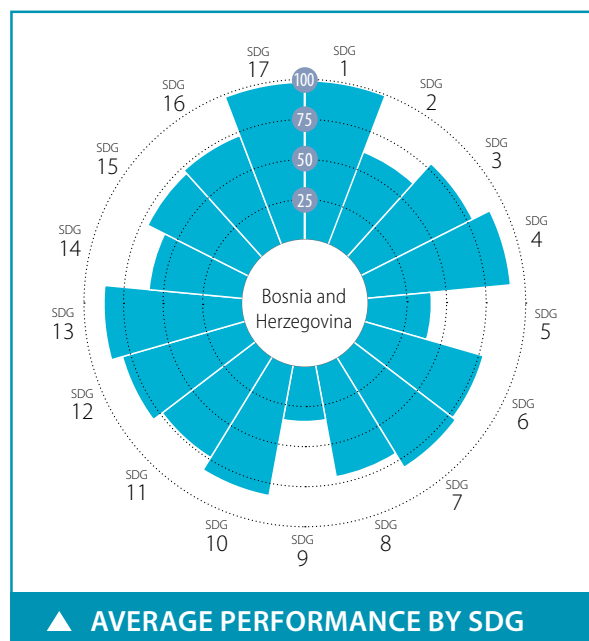 SDG
1
SDG
2
SDG
3
SDG
4
SDG
5
SDG
6
SDG
7
SDG
8
SDG
9
SDG
10
SDG
11
SDG
12
SDG
13
SDG
14
SDG
15
SDG
16
SDG
17
100
75
50
25
Bosnia and
Herzegovina
▲ AVERAGE PERFORMANCE BY SDG